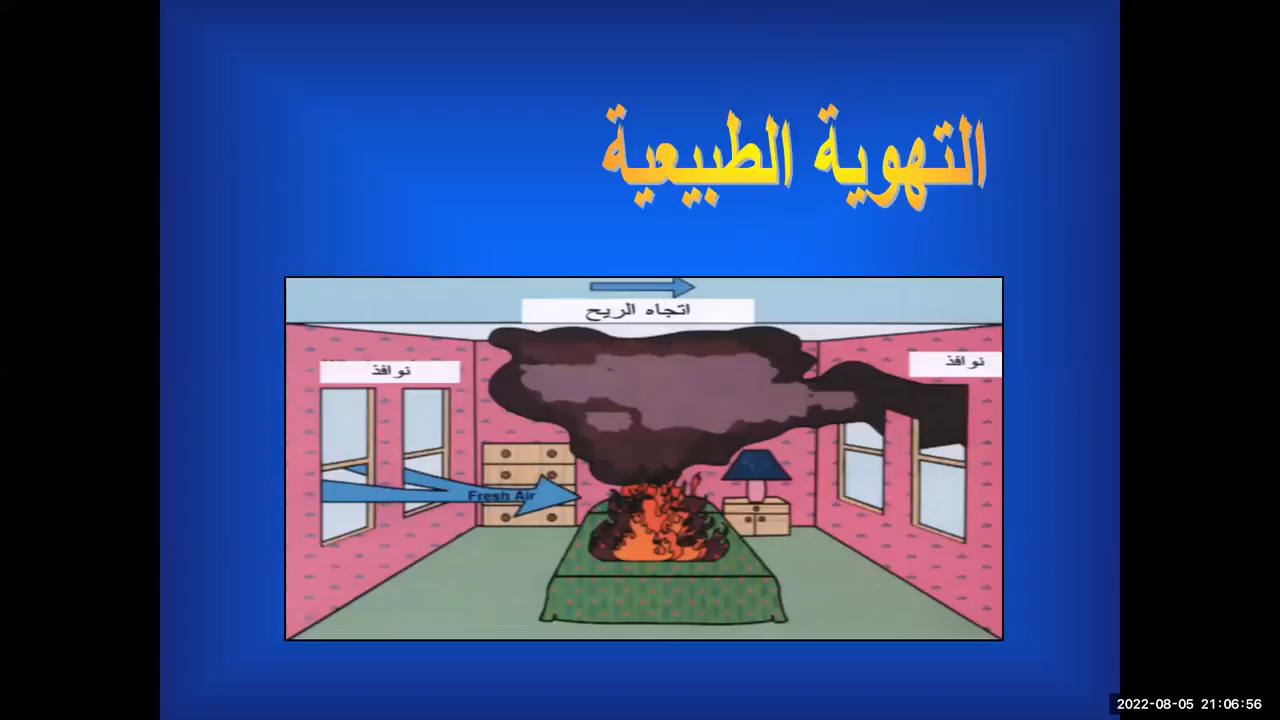 التهوية الطبيعية
اتجاه الريح
نوافذ
نوافذ
Fresh Air
2022-08-05 21:06:56